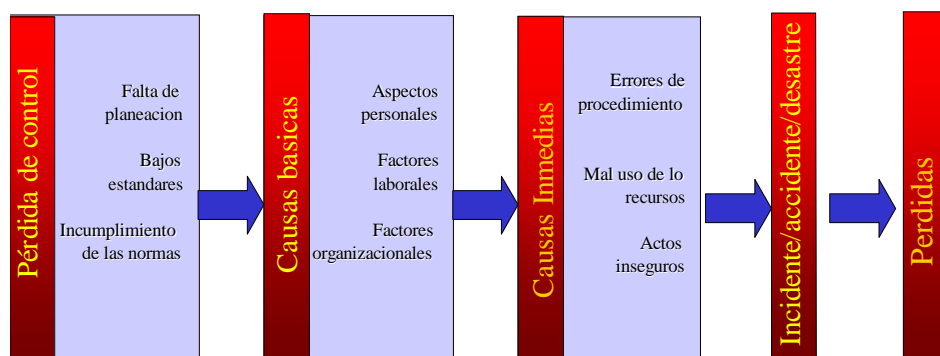 Pérdida de control
Falta de
planeacion
Bajos
estandares
Incumplimiento
de las normas
Causas basicas
Aspectos
personales
Factores
laborales
Factores
organizacionales
Causas Inmedias
Errores de
procedimiento
Mal uso de lo
recursos
Actos
inseguros
Incidente/accidente/desastre
Perdidas